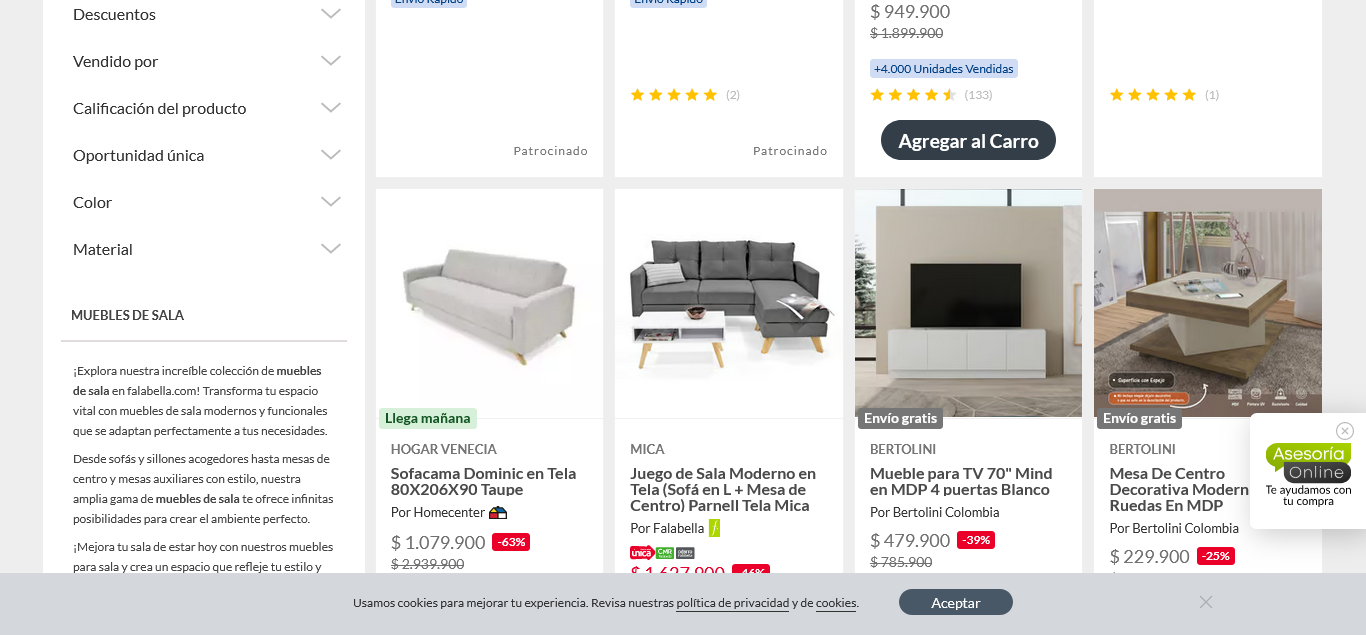 Descuentos
Vendido por
Calificación del producto
Oportunidad única
Color
Material
MUEBLES DE SALA
¡Explora nuestra increíble colección de muebles
de sala en falabella.com! Transforma tu espacio
vital con muebles de sala modernos y funcionales
que se adaptan perfectamente a tus necesidades.
Desde sofás y sillones acogedores hasta mesas de
centro y mesas auxiliares con estilo, nuestra
amplia gama de muebles de sala te ofrece infinitas
posibilidades para crear el ambiente perfecto.
¡Mejora tu sala de estar hoy con nuestros muebles
para sala y crea un espacio que refleje tu estilo y
Envío Rápido
Patrocinado
Envío Rápido
(2)
Patrocinado
$ 949.900
$ 1.899.900
+4.000 Unidades Vendidas
(133)
Agregar al Carro
(1)
Llega mañana
HOGAR VENECIA
Sofacama Dominic en Tela
80X206X90 Taupe
Por Homecenter
$ 1.079.900 -63%
$ 2.939.900
MICA
Juego de Sala Moderno en
Tela (Sofá en L + Mesa de
Centro) Parnell Tela Mica
Por Falabella
única CMR
$ 1.627.900 -46%
Envío gratis
BERTOLINI
Mueble para TV 70" Mind
en MDP 4 puertas Blanco
Por Bertolini Colombia
$ 479.900 -39%
$ 785.900
Superficie con Espejo
Envío gratis
BERTOLINI
Mesa De Centro
Decorativa Modern
Ruedas En MDP
Por Bertolini Colombia
$ 229.900 -25%
Asesoría
Online
Te ayudamos con
tu compra
Usamos cookies para mejorar tu experiencia. Revisa nuestras política de privacidad y de cookies.
Aceptar